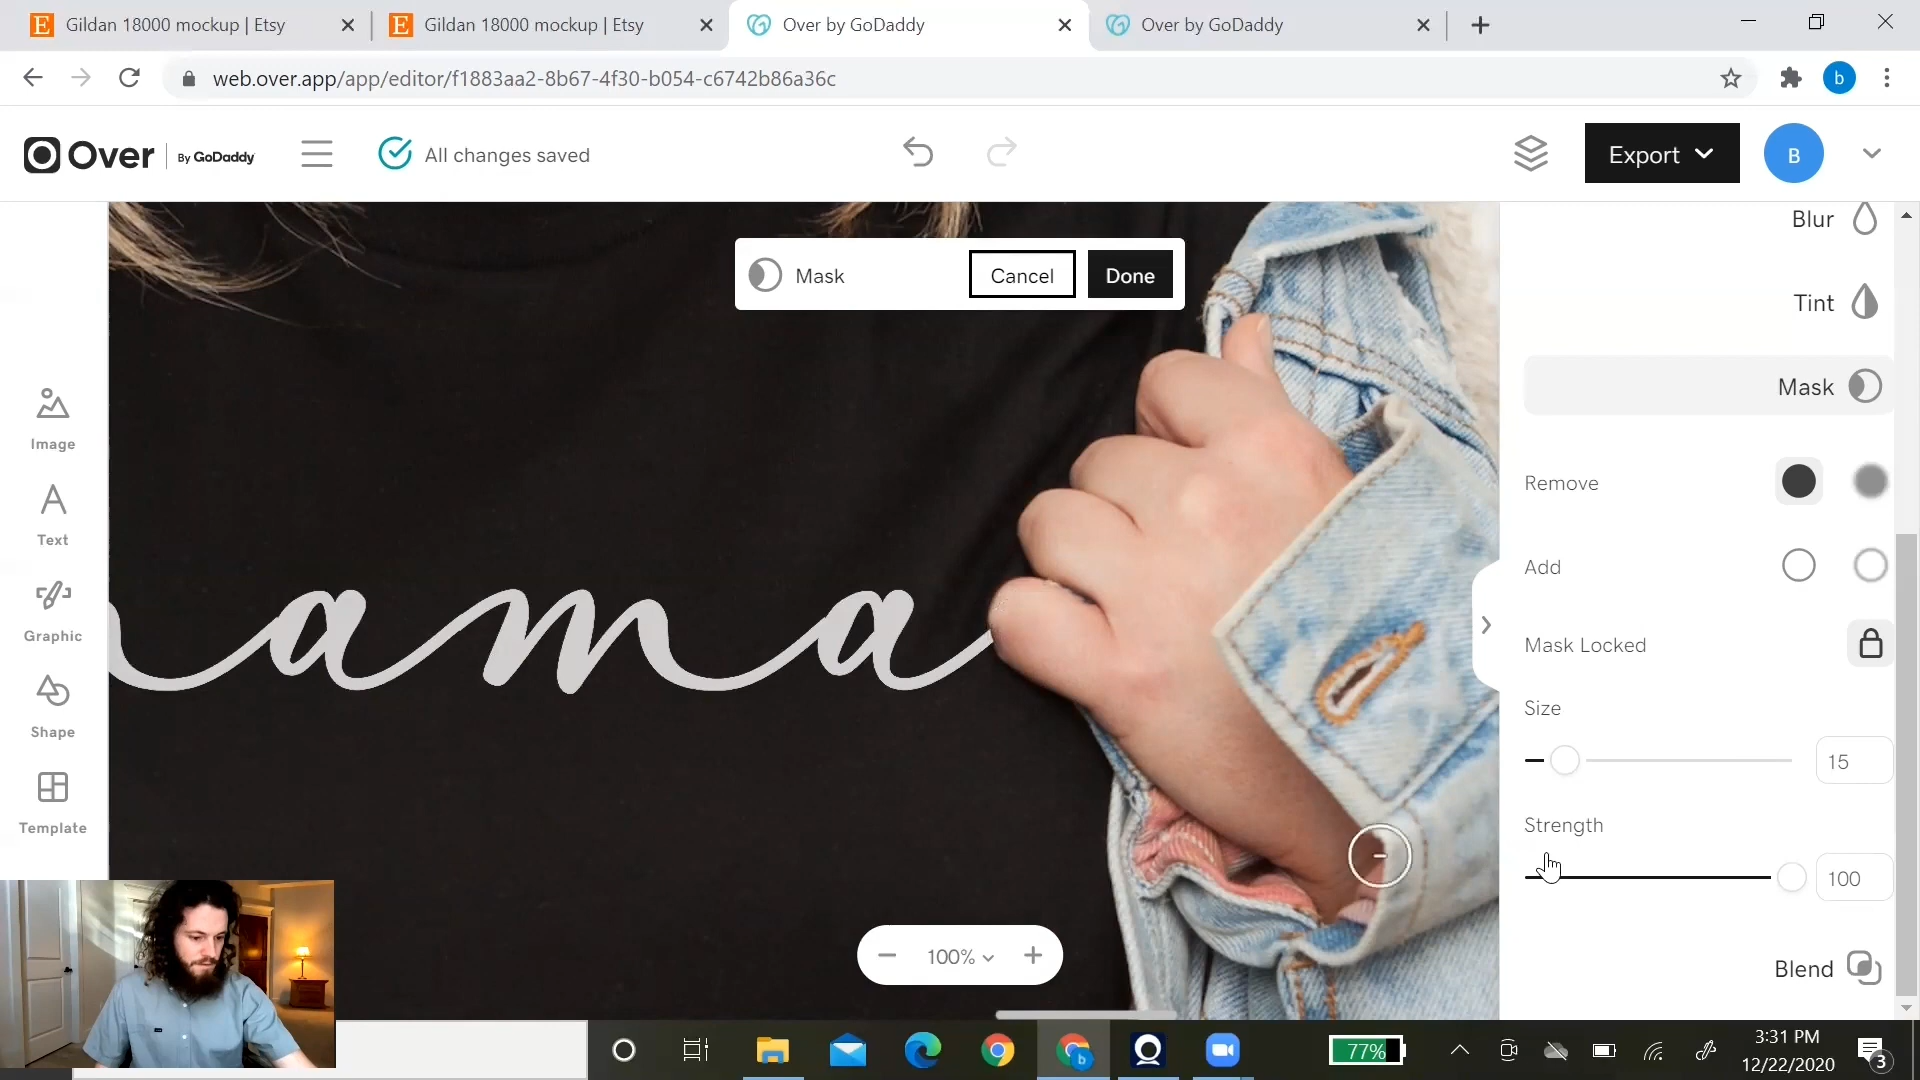 Gildan 18000 mockup | Etsy
Gildan 18000 mockup | Etsy
Over by GoDaddy
Over by GoDaddy
web.over.app/app/editor/f1883aa2-8b67-4f30-b054-c6742b86a36c
b
Over By GoDaddy
All changes saved
Export
B
Mask
Cancel
Done
Blur
Tint
Mask
Remove
Add
Mask Locked
Size
15
Strength
100
Blend
Image
Text
Graphic
Shape
Template
ama
100%
77%
3:31 PM
12/22/2020
3